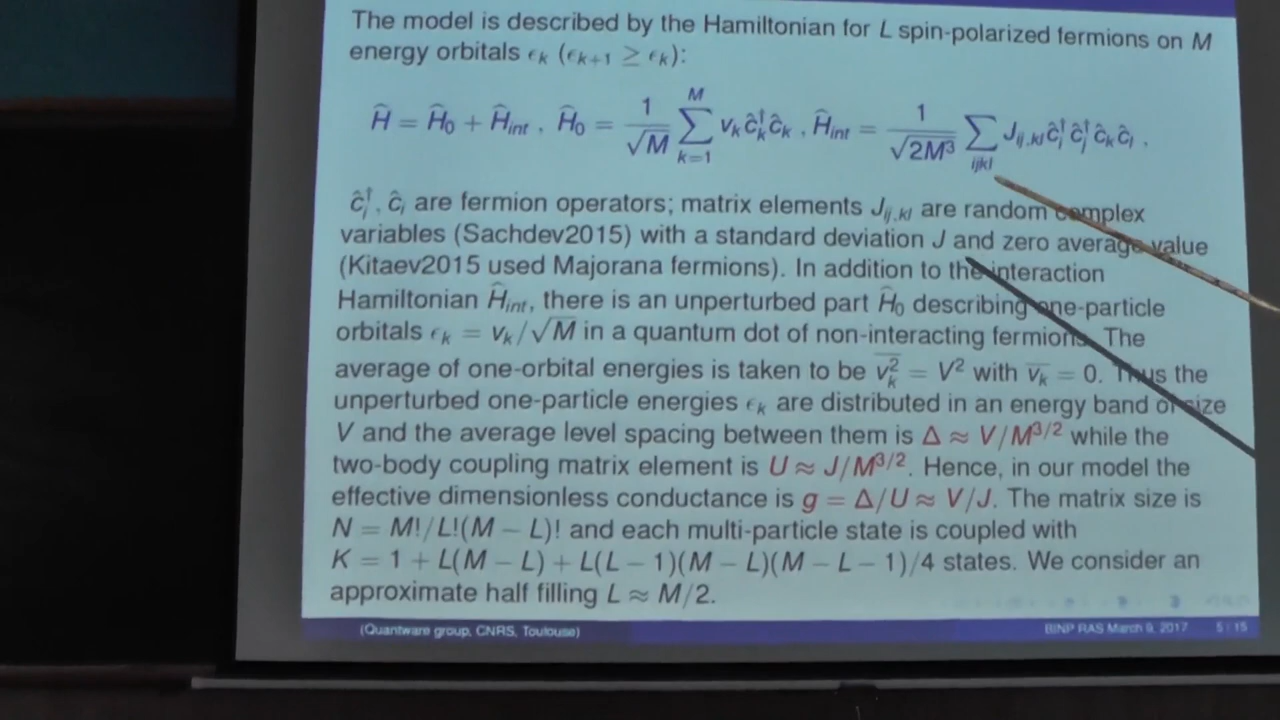 The model is described by the Hamiltonian for L spin-polarized fermions on M
energy orbitals ϵ_k (ϵ_{k+1} ≥ ϵ_k):
Ĥ = Ĥ_0 + Ĥ_int , Ĥ_0 = 1/√M ∑_{k=1}^{M} v_k ĉ_k^† ĉ_k , Ĥ_int = 1/√(2M³) ∑_{ijkl} J_{ij,kl} ĉ_i^† ĉ_j^† ĉ_k ĉ_l ,
ĉ_i^†, ĉ_i are fermion operators; matrix elements J_{ij,kl} are random complex
variables (Sachdev2015) with a standard deviation J and zero average value
(Kitaev2015 used Majorana fermions). In addition to the interaction
Hamiltonian Ĥ_int, there is an unperturbed part Ĥ_0 describing one-particle
orbitals ϵ_k = v_k/√M in a quantum dot of non-interacting fermions. The
average of one-orbital energies is taken to be \overline{v_k^2} = V² with \overline{v_k} = 0. Thus the
unperturbed one-particle energies ϵ_k are distributed in an energy band of size
V and the average level spacing between them is Δ ≈ V/M^{3/2} while the
two-body coupling matrix element is U ≈ J/M^{3/2}. Hence, in our model the
effective dimensionless conductance is g = Δ/U ≈ V/J. The matrix size is
N = M!/L!(M − L)! and each multi-particle state is coupled with
K = 1 + L(M − L) + L(L − 1)(M − L)(M − L − 1)/4 states. We consider an
approximate half filling L ≈ M/2.
(Quantware group, CNRS, Toulouse) BINP RAS March 9, 2017 5 / 15